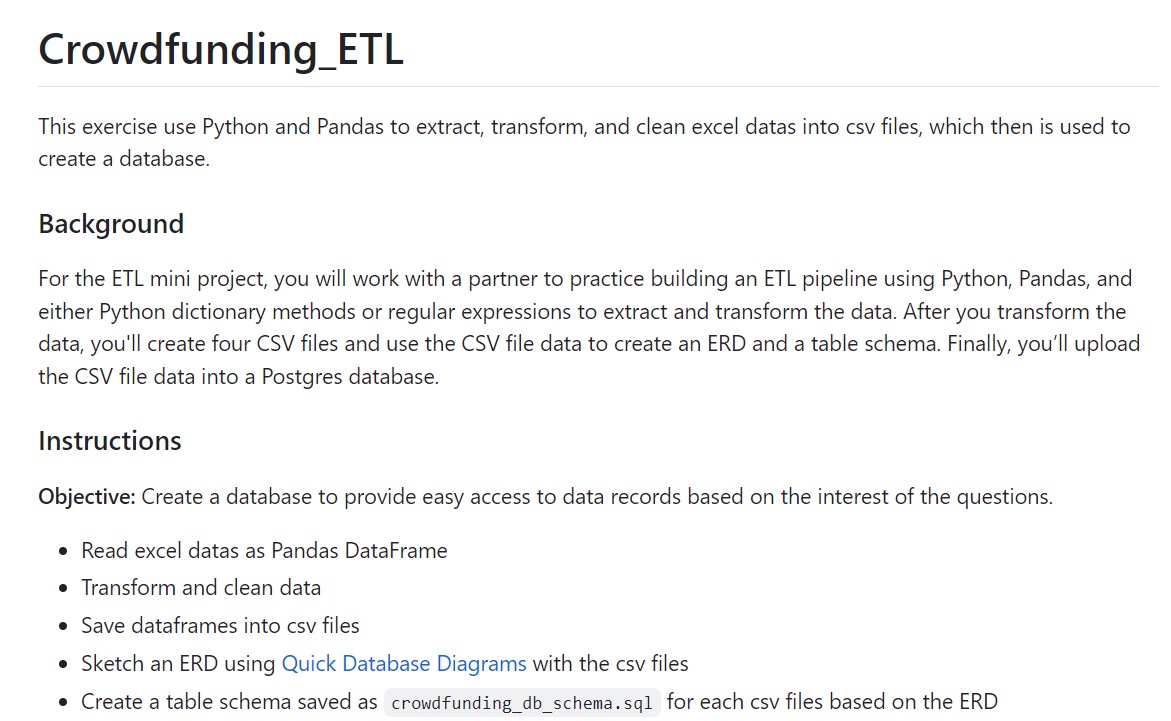 Crowdfunding_ETL
This exercise use Python and Pandas to extract, transform, and clean excel datas into csv files, which then is used to
create a database.
Background
For the ETL mini project, you will work with a partner to practice building an ETL pipeline using Python, Pandas, and
either Python dictionary methods or regular expressions to extract and transform the data. After you transform the
data, you'll create four CSV files and use the CSV file data to create an ERD and a table schema. Finally, you’ll upload
the CSV file data into a Postgres database.
Instructions
Objective: Create a database to provide easy access to data records based on the interest of the questions.
• Read excel datas as Pandas DataFrame
• Transform and clean data
• Save dataframes into csv files
• Sketch an ERD using Quick Database Diagrams with the csv files
• Create a table schema saved as crowdfunding_db_schema.sql for each csv files based on the ERD